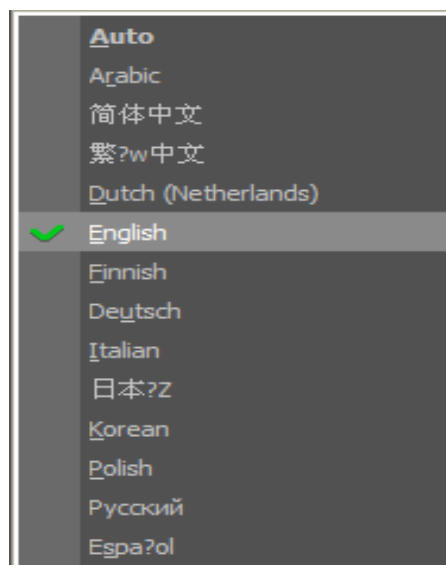 Auto
Arabic
简体中文
繁?w中文
Dutch (Netherlands)
English
Finnish
Deutsch
Italian
日本?Z
Korean
Polish
Русский
Espa?ol